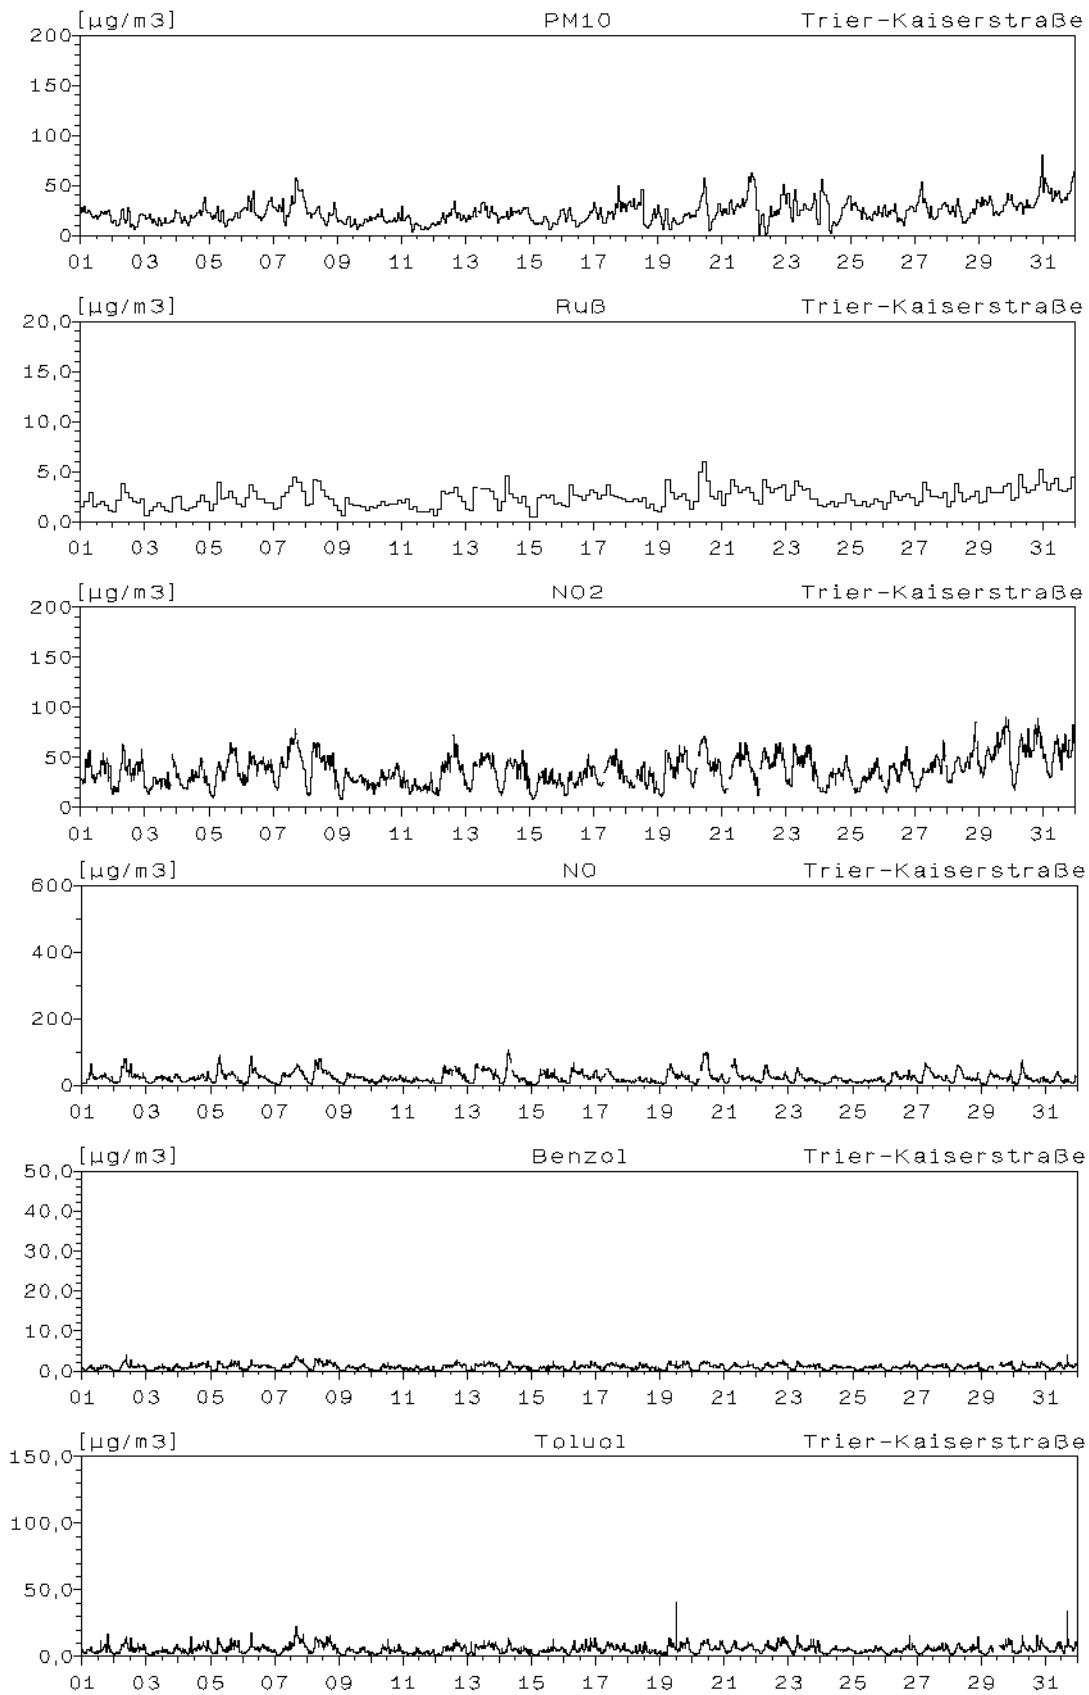 [µg/m3] PM10 Trier-Kaiserstraße
200
150
100
50
0
01 03 05 07 09 11 13 15 17 19 21 23 25 27 29 31
[µg/m3] Ruß Trier-Kaiserstraße
20,0
15,0
10,0
5,0
0,0
01 03 05 07 09 11 13 15 17 19 21 23 25 27 29 31
[µg/m3] NO2 Trier-Kaiserstraße
200
150
100
50
0
01 03 05 07 09 11 13 15 17 19 21 23 25 27 29 31
[µg/m3] NO Trier-Kaiserstraße
600
400
200
0
01 03 05 07 09 11 13 15 17 19 21 23 25 27 29 31
[µg/m3] Benzol Trier-Kaiserstraße
50,0
40,0
30,0
20,0
10,0
0,0
01 03 05 07 09 11 13 15 17 19 21 23 25 27 29 31
[µg/m3] Toluol Trier-Kaiserstraße
150,0
100,0
50,0
0,0
01 03 05 07 09 11 13 15 17 19 21 23 25 27 29 31